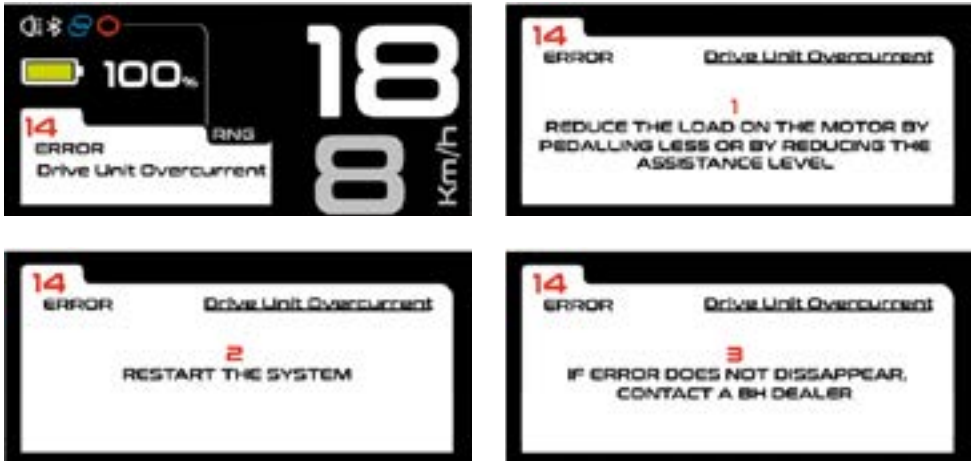 100%
18
14
ERROR
Drive Unit Overcurrent
RNG
8
Km/h
14
ERROR
Drive Unit Overcurrent
1
REDUCE THE LOAD ON THE MOTOR BY
PEDALLING LESS OR BY REDUCING THE
ASSISTANCE LEVEL
14
ERROR
Drive Unit Overcurrent
2
RESTART THE SYSTEM
14
ERROR
Drive Unit Overcurrent
3
IF ERROR DOES NOT DISSAPPEAR,
CONTACT A BH DEALER